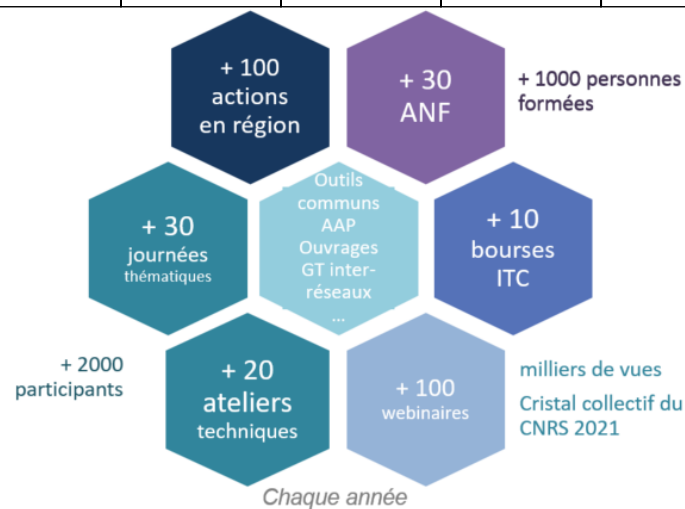 + 100
actions
en région
+ 30
ANF
+ 1000 personnes
formées
+ 30
journées
thématiques
Outils
communs
AAP
Ouvrages
GT inter-
réseaux
...
+ 10
bourses
ITC
+ 2000
participants
+ 20
ateliers
techniques
+ 100
webinaires
milliers de vues
Cristal collectif du
CNRS 2021
Chaque année